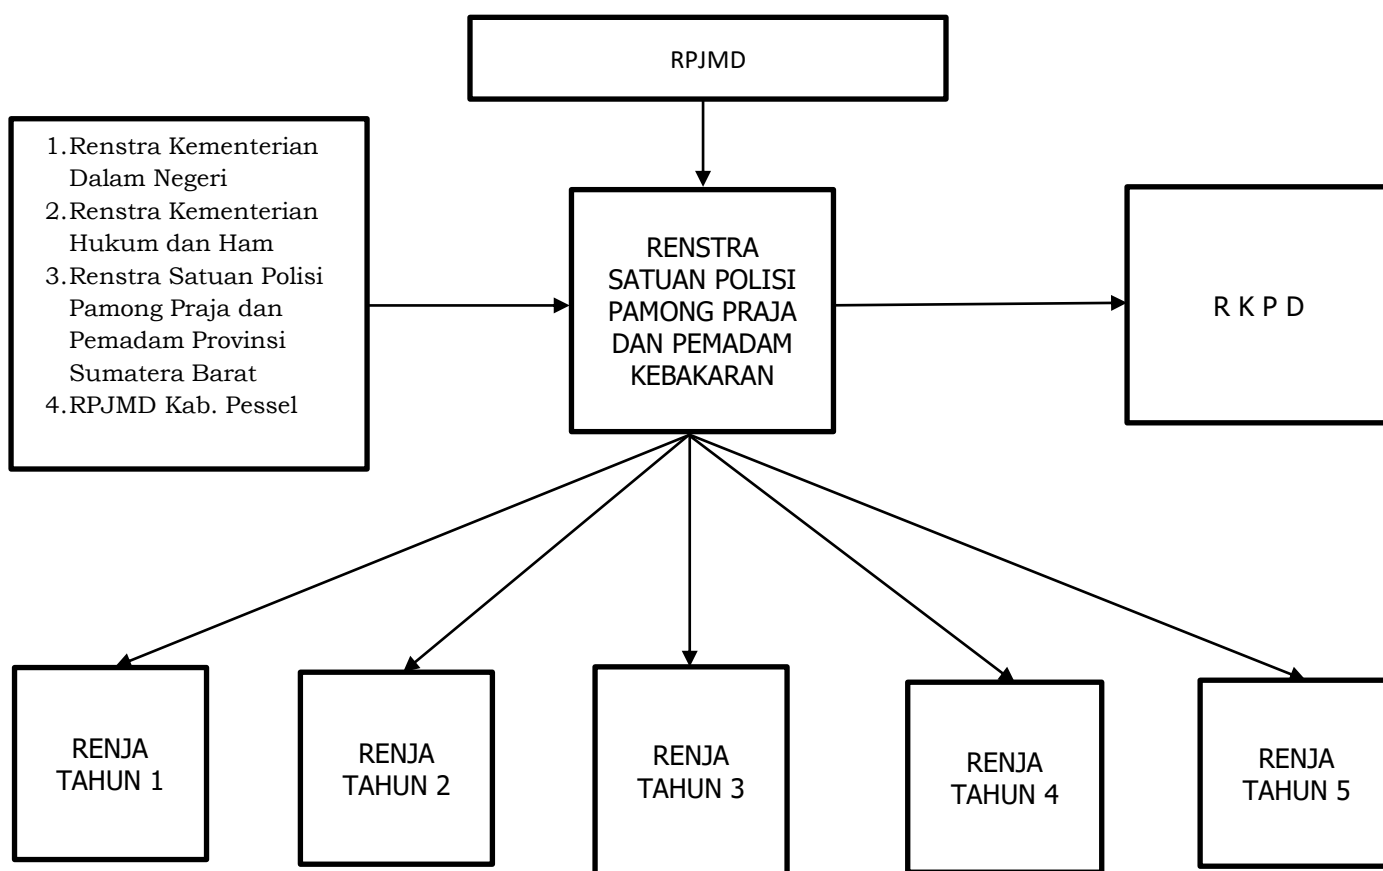 RPJMD
1.Renstra Kementerian
Dalam Negeri
2.Renstra Kementerian
Hukum dan Ham
3.Renstra Satuan Polisi
Pamong Praja dan
Pemadam Provinsi
Sumatera Barat
4.RPJMD Kab. Pessel
RENSTRA
SATUAN POLISI
PAMONG PRAJA
DAN PEMADAM
KEBAKARAN
R K P D
RENJA
TAHUN 1
RENJA
TAHUN 2
RENJA
TAHUN 3
RENJA
TAHUN 4
RENJA
TAHUN 5